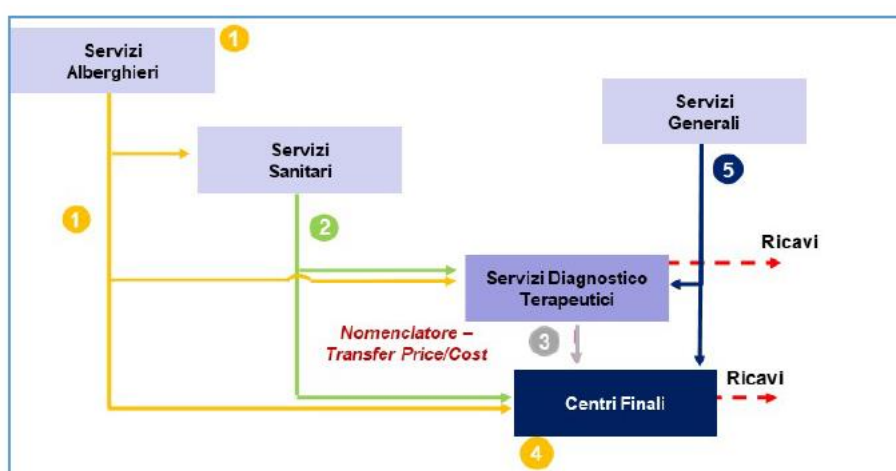 Servizi
Alberghieri
1
Servizi
Generali
Servizi
Sanitari
5
1
2
Ricavi
Servizi Diagnostico
Terapeutici
Nomenclatore –
Transfer Price/Cost
3
Ricavi
Centri Finali
4